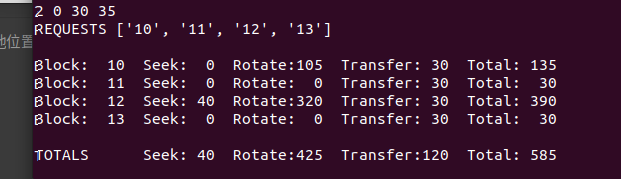 2 0 30 35
REQUESTS ['10', '11', '12', '13']
地位置
Block:  10  Seek:  0  Rotate:105  Transfer: 30  Total: 135
Block:  11  Seek:  0  Rotate:  0  Transfer: 30  Total:  30
Block:  12  Seek: 40  Rotate:320  Transfer: 30  Total: 390
Block:  13  Seek:  0  Rotate:  0  Transfer: 30  Total:  30
TOTALS      Seek: 40  Rotate:425  Transfer:120  Total: 585